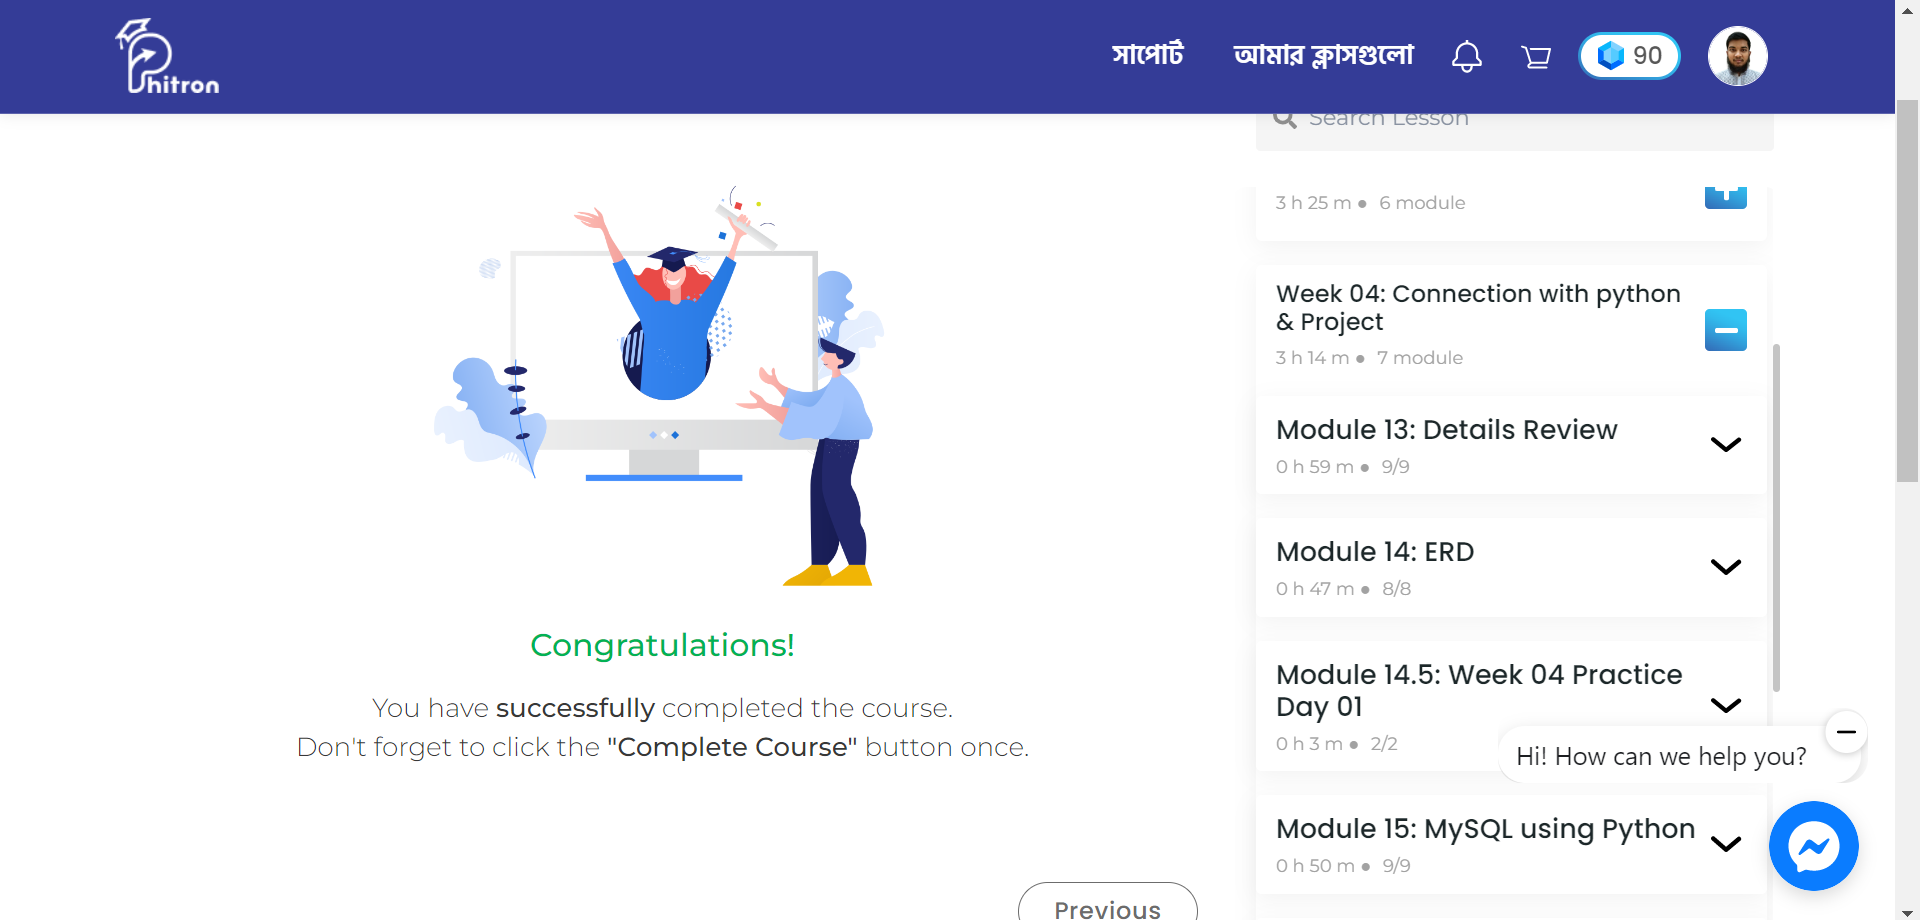 Phitron
সাপোর্ট
আমার ক্লাসগুলো
90
Search Lesson
3 h 25 m ● 6 module
Week 04: Connection with python
& Project
3 h 14 m ● 7 module
Module 13: Details Review
0 h 59 m ● 9/9
Module 14: ERD
0 h 47 m ● 8/8
Module 14.5: Week 04 Practice
Day 01
0 h 3 m ● 2/2
Module 15: MySQL using Python
0 h 50 m ● 9/9
Congratulations!
You have successfully completed the course.
Don't forget to click the "Complete Course" button once.
Previous
Hi! How can we help you?